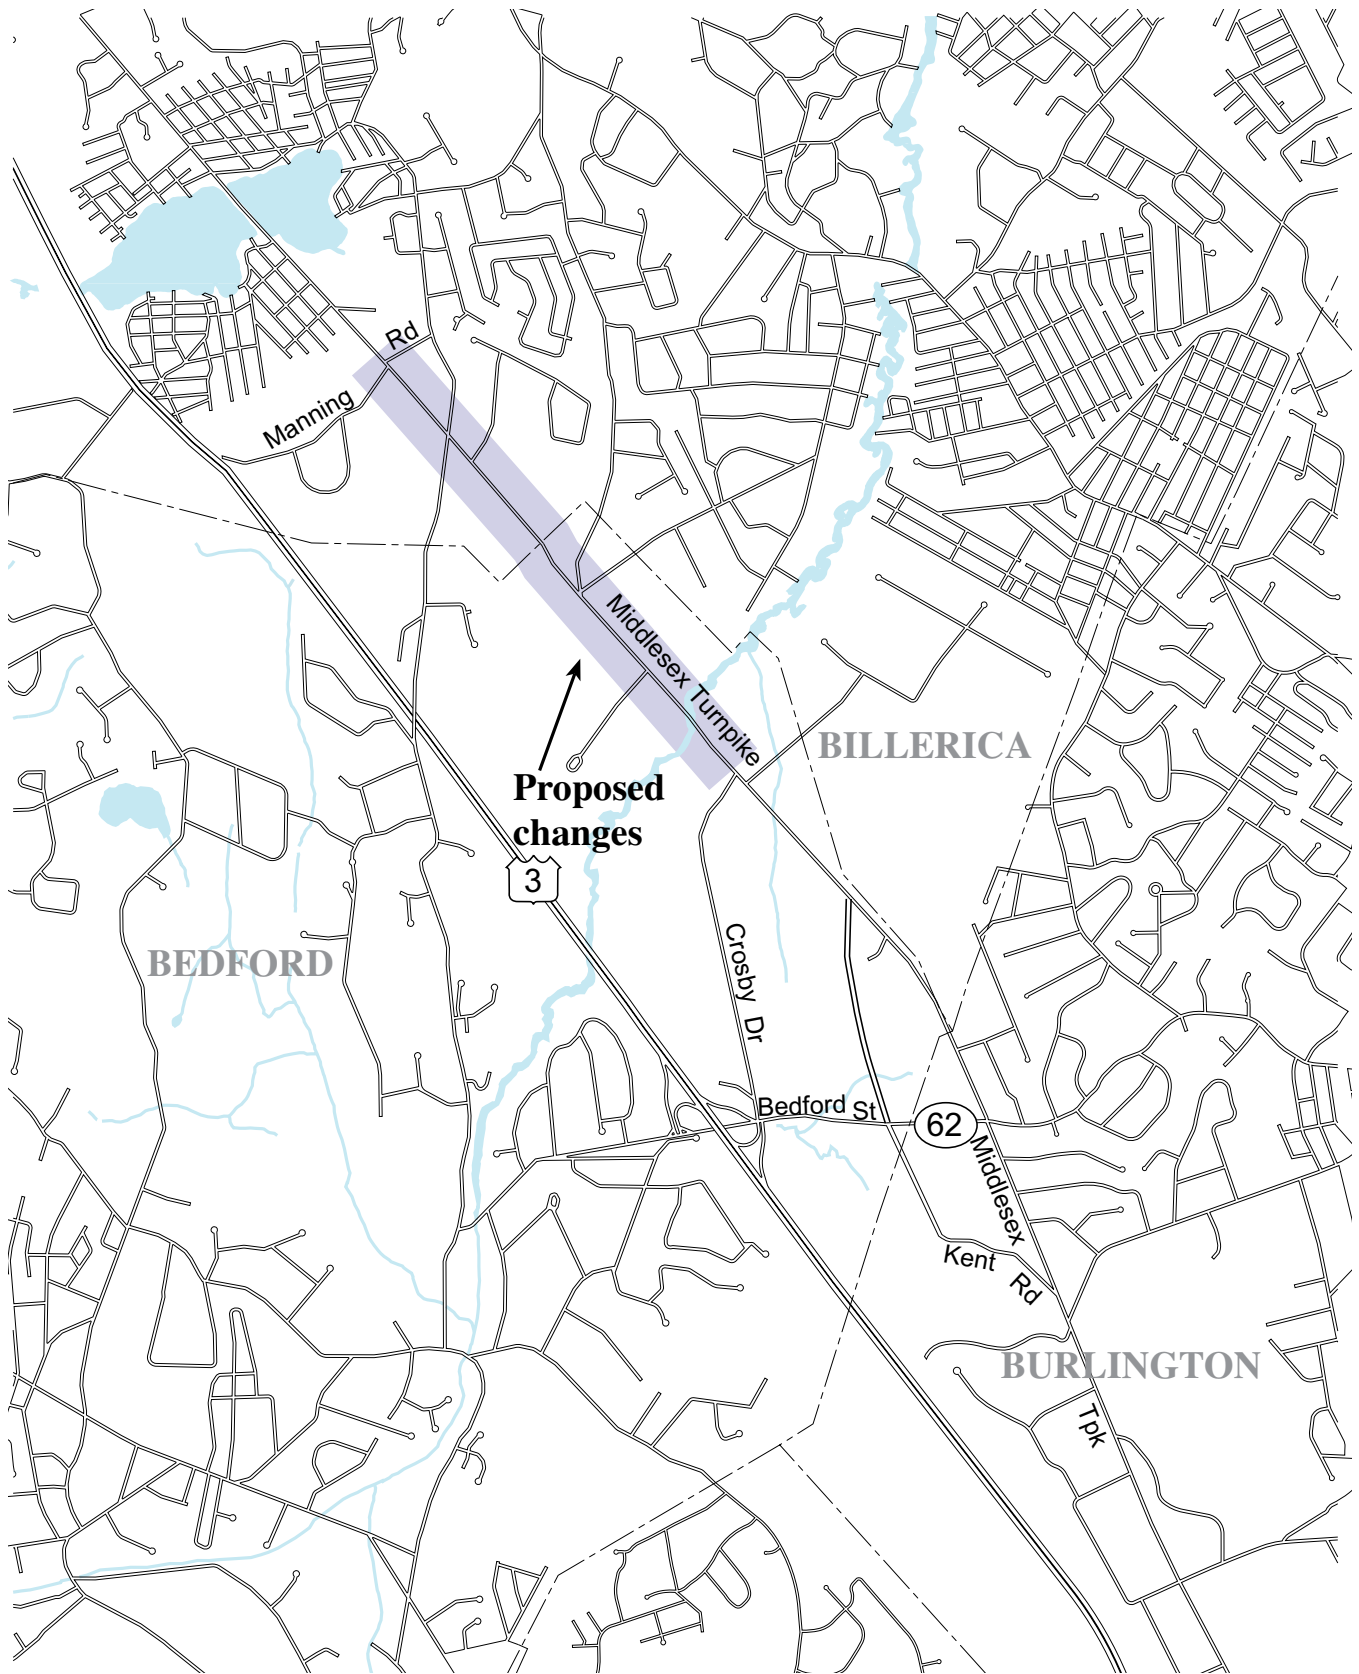 Rd
Manning
Middlesex Turnpike
BILLERICA
Proposed
changes
3
Crosby Dr
BEDFORD
Bedford St
62
Middlesex
Kent Rd
BURLINGTON
Tpk